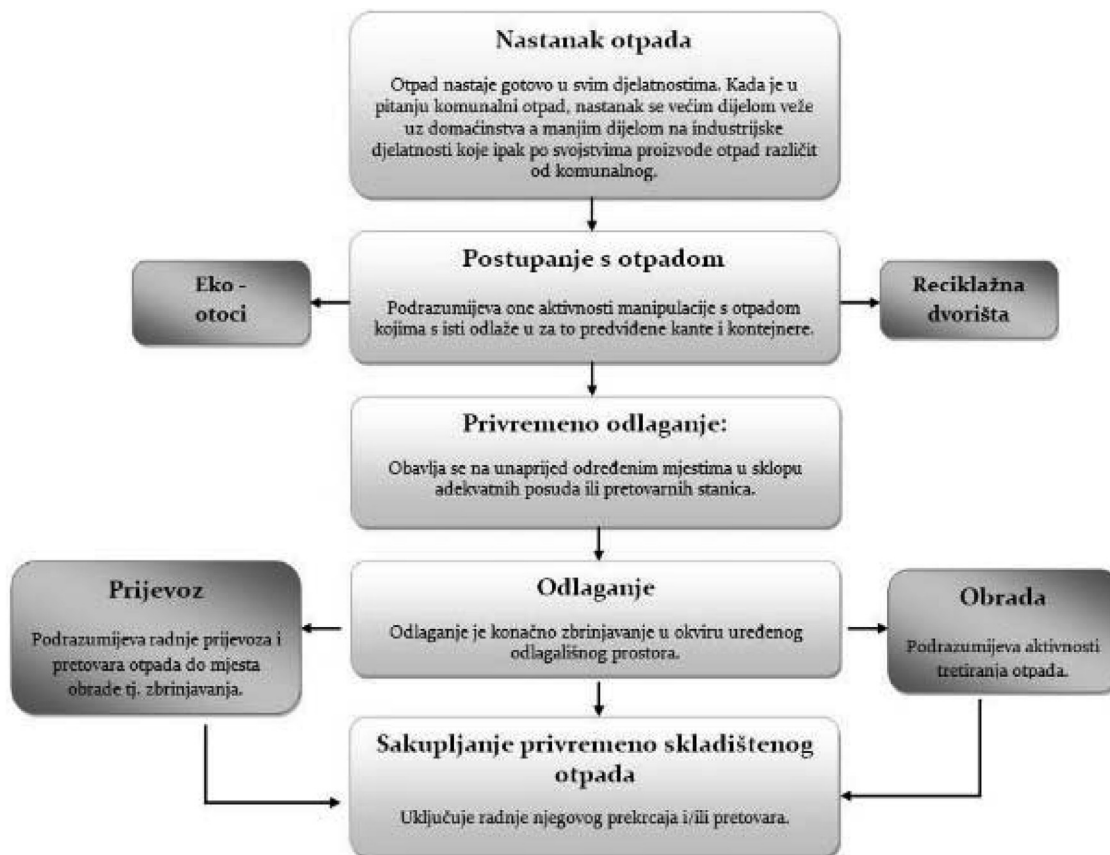 Nastanak otpada
Otpad nastaje gotovo u svim djelatnostima. Kada je u
pitanju komunalni otpad, nastanak se većim dijelom veže
uz domaćinstva a manjim dijelom na industrijske
djelatnosti koje ipak po svojstvima proizvode otpad različit
od komunalnog.
Eko -
otoci
Postupanje s otpadom
Podrazumijeva one aktivnosti manipulacije s otpadom
kojima s isti odlaže u za to predviđene kante i kontejnere.
Reciklažna
dvorišta
Privremeno odlaganje:
Obavlja se na unaprijed određenim mjestima u sklopu
adekvatnih posuda ili pretovarnih stanica.
Prijevoz
Podrazumijeva radnje prijevoza i
pretovara otpada do mjesta
obrade tj. zbrinjavanja.
Odlaganje
Odlaganje je konačno zbrinjavanje u okviru uređenog
odlagališnog prostora.
Obrada
Podrazumijeva aktivnosti
tretiranja otpada.
Sakupljanje privremeno skladištenog
otpada
Uključuje radnje njegovog prekrcaja i/ili pretovara.